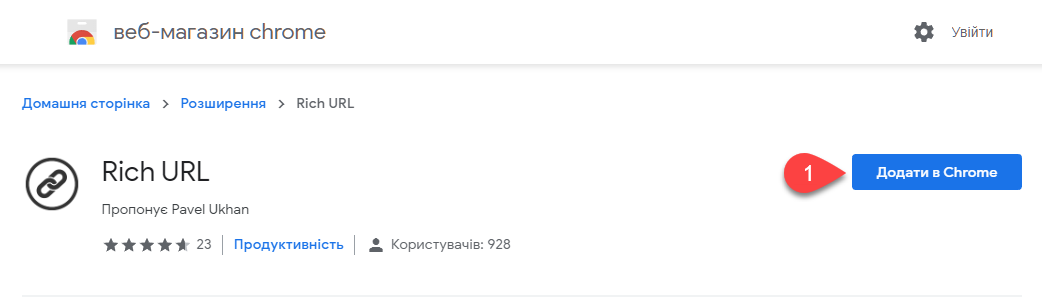 веб-магазин chrome
Увійти
Домашня сторінка > Розширення > Rich URL
Rich URL
1
Додати в Chrome
Пропонує Pavel Ukhan
23 Продуктивність Користувачів: 928